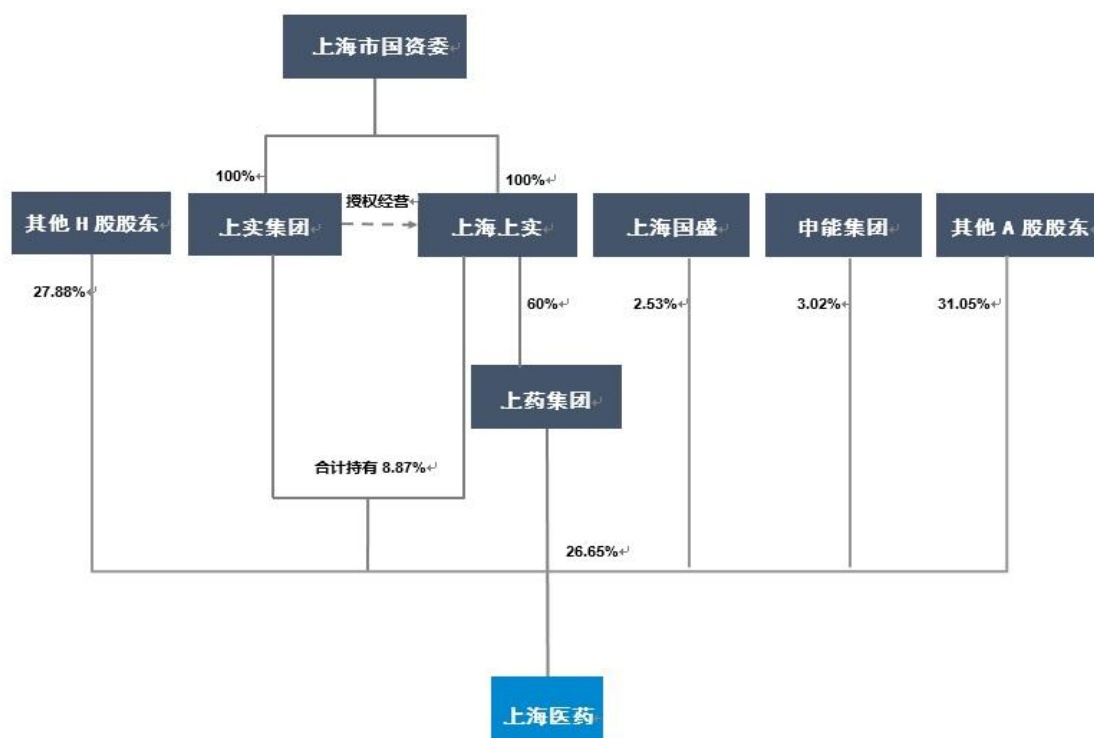 上海市国资委
100%
100%
授权经营
其他 H 股股东
上实集团
上海上实
上海国盛
申能集团
其他 A 股股东
27.88%
60%
2.53%
3.02%
31.05%
上药集团
合计持有 8.87%
26.65%
上海医药